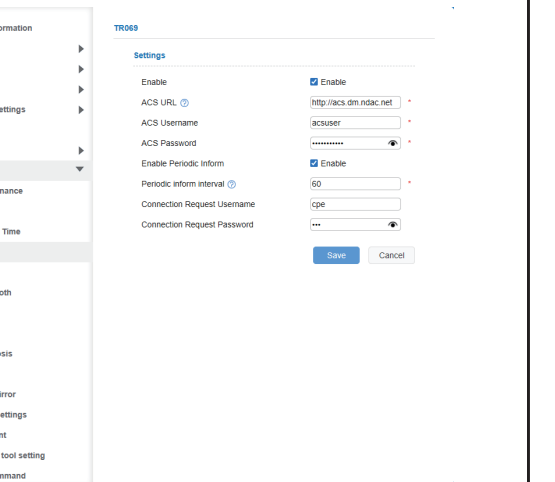 TR069
Settings
Enable Enable
ACS URL http://acs.dm.ndac.net *
ACS Username acsuser *
ACS Password ••••••••••• *
Enable Periodic Inform Enable
Periodic inform interval 60 *
Connection Request Username cpe
Connection Request Password •••
Save Cancel
ormation
ettings
nance
Time
oth
osis
irror
ettings
nt
tool setting
mmand